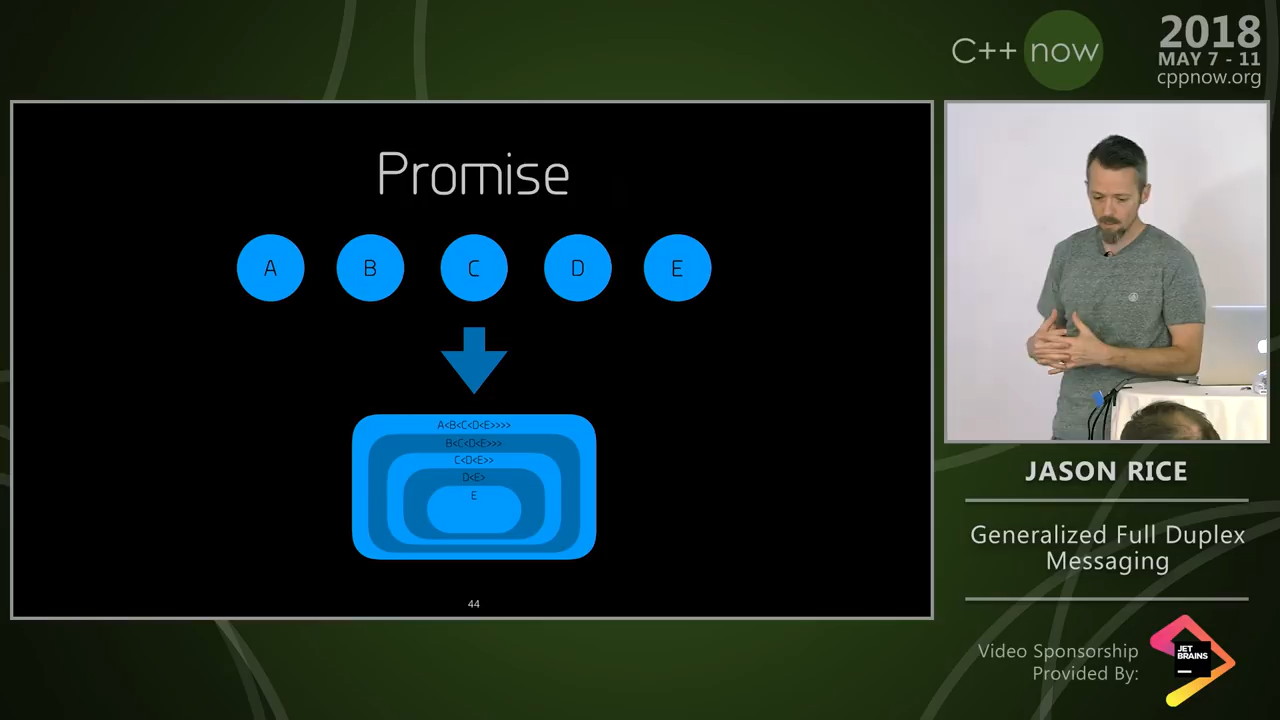 C++ now
2018
MAY 7 - 11
cppnow.org
Promise
A B C D E
A<B<C<D<E>>>>
B<C<D<E>>>
C<D<E>>
D<E>
E
44
JASON RICE
Generalized Full Duplex
Messaging
Video Sponsorship
Provided By:
JET
BRAINS